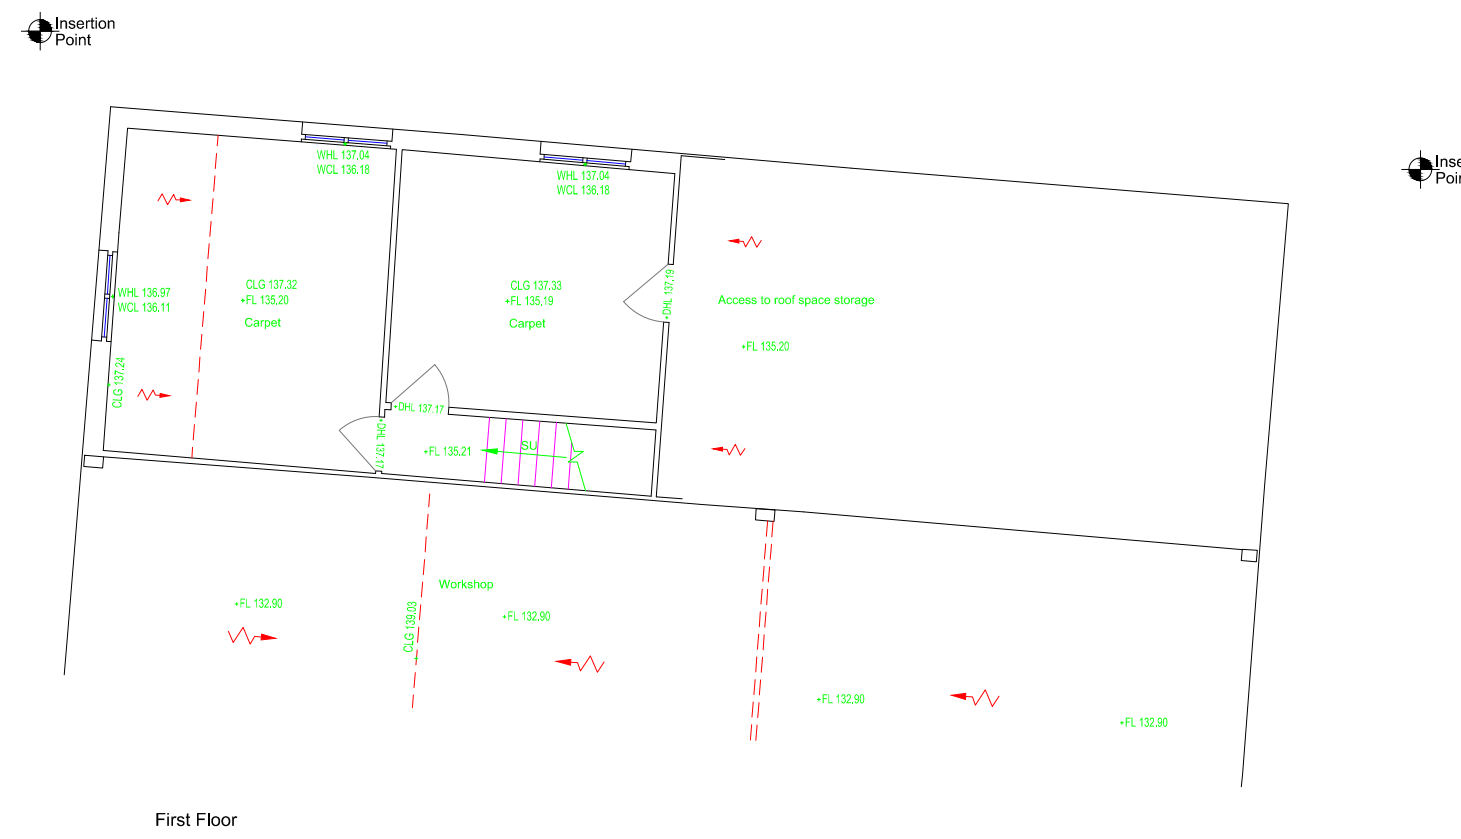 Insertion
Point
Inse
Poi
WHL 137.04
WCL 136.18
WHL 137.04
WCL 136.18
CLG 137.32
+FL 135.20
Carpet
CLG 137.33
+FL 135.19
Carpet
+DHL 137.19
Access to roof space storage
+FL 135.20
WHL 136.97
WCL 136.11
CLG 137.24
+DHL 137.17
+DHL 137.17
+FL 135.21
SU
Workshop
+FL 132.90
CLG 139.03
+FL 132.90
+FL 132.90
+FL 132.90
First Floor